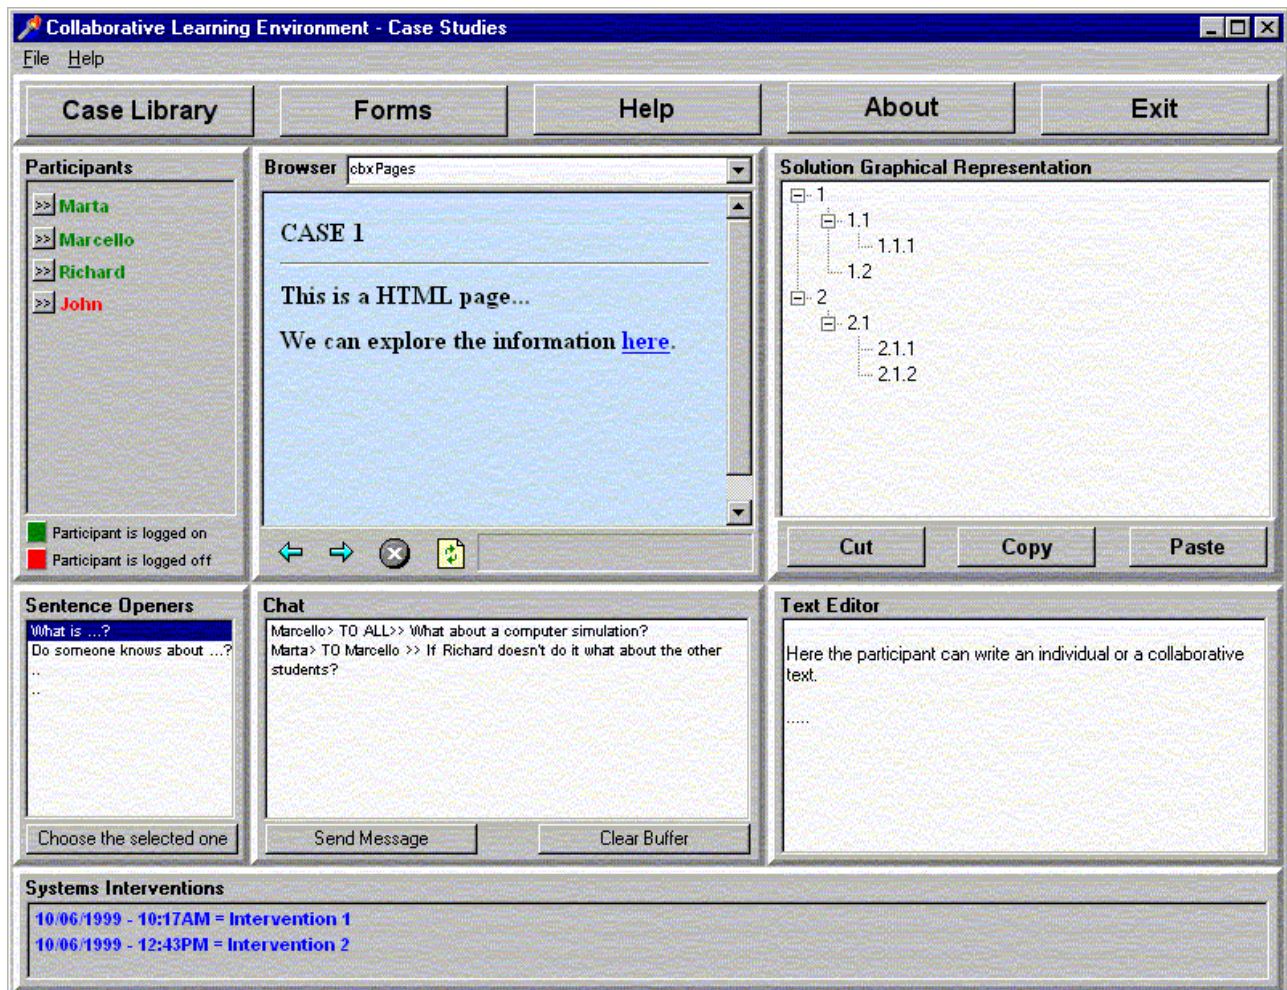 Collaborative Learning Environment - Case Studies
File Help
Case Library Forms Help About Exit
Participants
>> Marta
>> Marcello
>> Richard
>> John
Participant is logged on
Participant is logged off
Browser cbxPages
CASE 1
This is a HTML page...
We can explore the information here.
Solution Graphical Representation
1
1.1
1.1.1
1.2
2
2.1
2.1.1
2.1.2
Cut Copy Paste
Sentence Openers
What is ...?
Do someone knows about ...?
..
..
Choose the selected one
Chat
Marcello> TO ALL>> What about a computer simulation?
Marta> TO Marcello >> If Richard doesn't do it what about the other
students?
Send Message Clear Buffer
Text Editor
Here the participant can write an individual or a collaborative
text.
.....
Systems Interventions
10/06/1999 - 10:17AM = Intervention 1
10/06/1999 - 12:43PM = Intervention 2